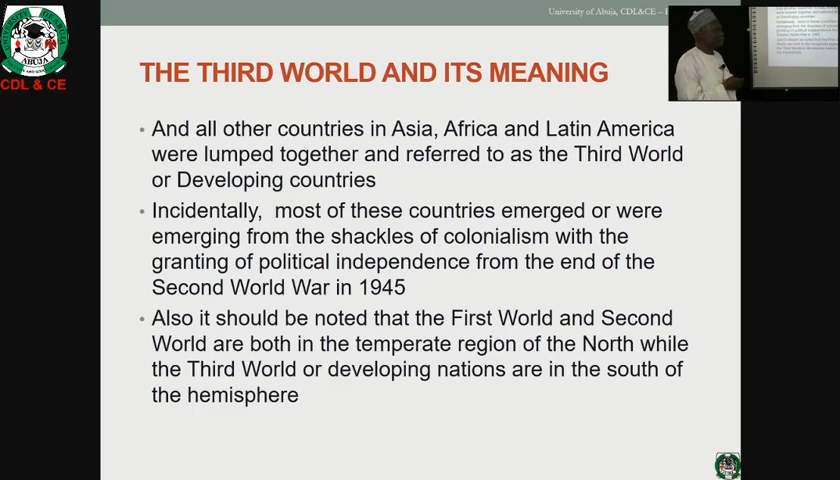 University of Abuja, CDL&CE –
ABUJA
CDL & CE
THE THIRD WORLD AND ITS MEANING
• And all other countries in Asia, Africa and Latin America
were lumped together and referred to as the Third World
or Developing countries
• Incidentally, most of these countries emerged or were
emerging from the shackles of colonialism with the
granting of political independence from the end of the
Second World War in 1945
• Also it should be noted that the First World and Second
World are both in the temperate region of the North while
the Third World or developing nations are in the south of
the hemisphere